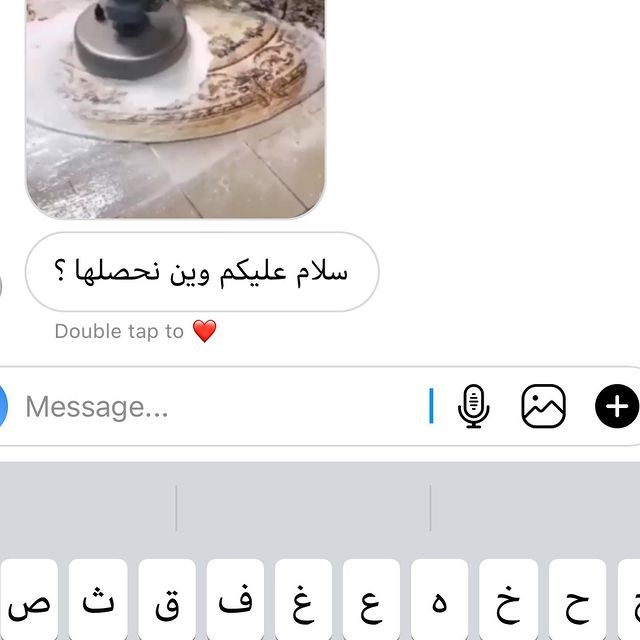 سلام عليكم وين نحصلها ؟
Double tap to ❤️
Message...
ص ث ق ف غ ع ه خ ح